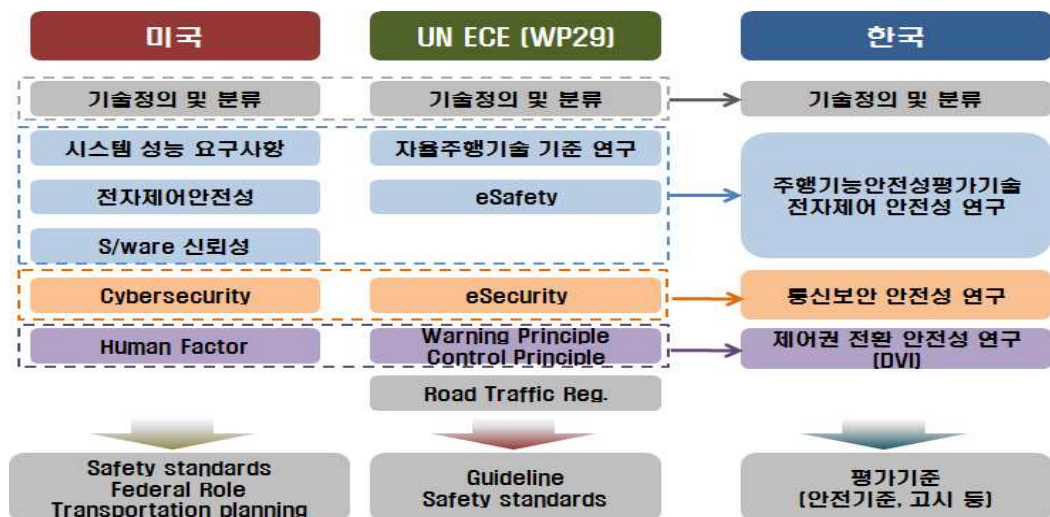 미국
UN ECE (WP29)
한국
기술정의 및 분류
기술정의 및 분류
기술정의 및 분류
시스템 성능 요구사항
자율주행기술 기준 연구
전자제어안전성
eSafety
주행기능안전성평가기술
전자제어 안전성 연구
S/ware 신뢰성
Cybersecurity
eSecurity
통신보안 안전성 연구
Human Factor
Warning Principle
Control Principle
제어권 전환 안전성 연구
(DVI)
Road Traffic Reg.
Safety standards
Federal Role
Transportation planning
Guideline
Safety standards
평가기준
(안전기준, 고시 등)